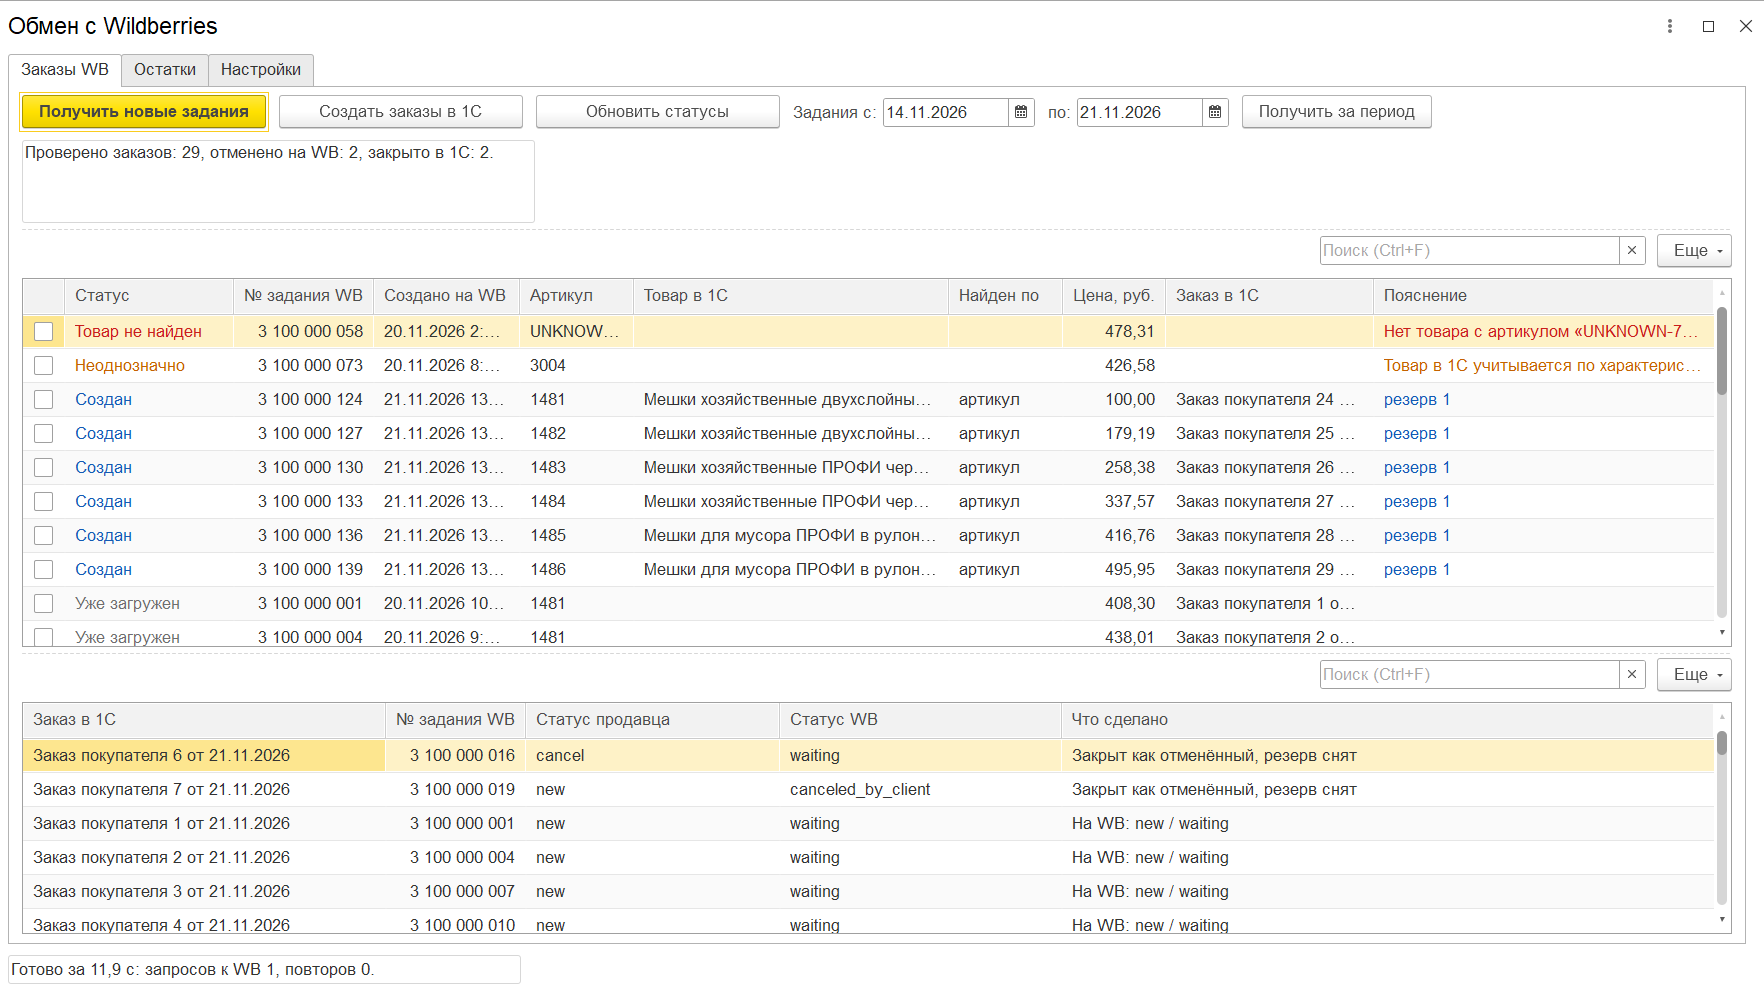 Обмен с Wildberries
Заказы WB Остатки Настройки
Получить новые задания Создать заказы в 1С Обновить статусы Задания с: 14.11.2026 по: 21.11.2026 Получить за период
Проверено заказов: 29, отменено на WB: 2, закрыто в 1С: 2.
Поиск (Ctrl+F) × Еще
Статус № задания WB Создано на WB Артикул Товар в 1С Найден по Цена, руб. Заказ в 1С Пояснение
Товар не найден 3 100 000 058 20.11.2026 2:... UNKNOW... 478,31 Нет товара с артикулом «UNKNOWN-7...
Неоднозначно 3 100 000 073 20.11.2026 8:... 3004 426,58 Товар в 1С учитывается по характерис...
Создан 3 100 000 124 21.11.2026 13... 1481 Мешки хозяйственные двухслойны... артикул 100,00 Заказ покупателя 24 ... резерв 1
Создан 3 100 000 127 21.11.2026 13... 1482 Мешки хозяйственные двухслойны... артикул 179,19 Заказ покупателя 25 ... резерв 1
Создан 3 100 000 130 21.11.2026 13... 1483 Мешки хозяйственные ПРОФИ чер... артикул 258,38 Заказ покупателя 26 ... резерв 1
Создан 3 100 000 133 21.11.2026 13... 1484 Мешки хозяйственные ПРОФИ чер... артикул 337,57 Заказ покупателя 27 ... резерв 1
Создан 3 100 000 136 21.11.2026 13... 1485 Мешки для мусора ПРОФИ в рулон... артикул 416,76 Заказ покупателя 28 ... резерв 1
Создан 3 100 000 139 21.11.2026 13... 1486 Мешки для мусора ПРОФИ в рулон... артикул 495,95 Заказ покупателя 29 ... резерв 1
Уже загружен 3 100 000 001 20.11.2026 10... 1481 408,30 Заказ покупателя 1 о...
Уже загружен 3 100 000 004 20.11.2026 9:... 1481 438,01 Заказ покупателя 2 о...
Поиск (Ctrl+F) × Еще
Заказ в 1С № задания WB Статус продавца Статус WB Что сделано
Заказ покупателя 6 от 21.11.2026 3 100 000 016 cancel waiting Закрыт как отменённый, резерв снят
Заказ покупателя 7 от 21.11.2026 3 100 000 019 new canceled_by_client Закрыт как отменённый, резерв снят
Заказ покупателя 1 от 21.11.2026 3 100 000 001 new waiting На WB: new / waiting
Заказ покупателя 2 от 21.11.2026 3 100 000 004 new waiting На WB: new / waiting
Заказ покупателя 3 от 21.11.2026 3 100 000 007 new waiting На WB: new / waiting
Заказ покупателя 4 от 21.11.2026 3 100 000 010 new waiting На WB: new / waiting
Готово за 11,9 с: запросов к WB 1, повторов 0.